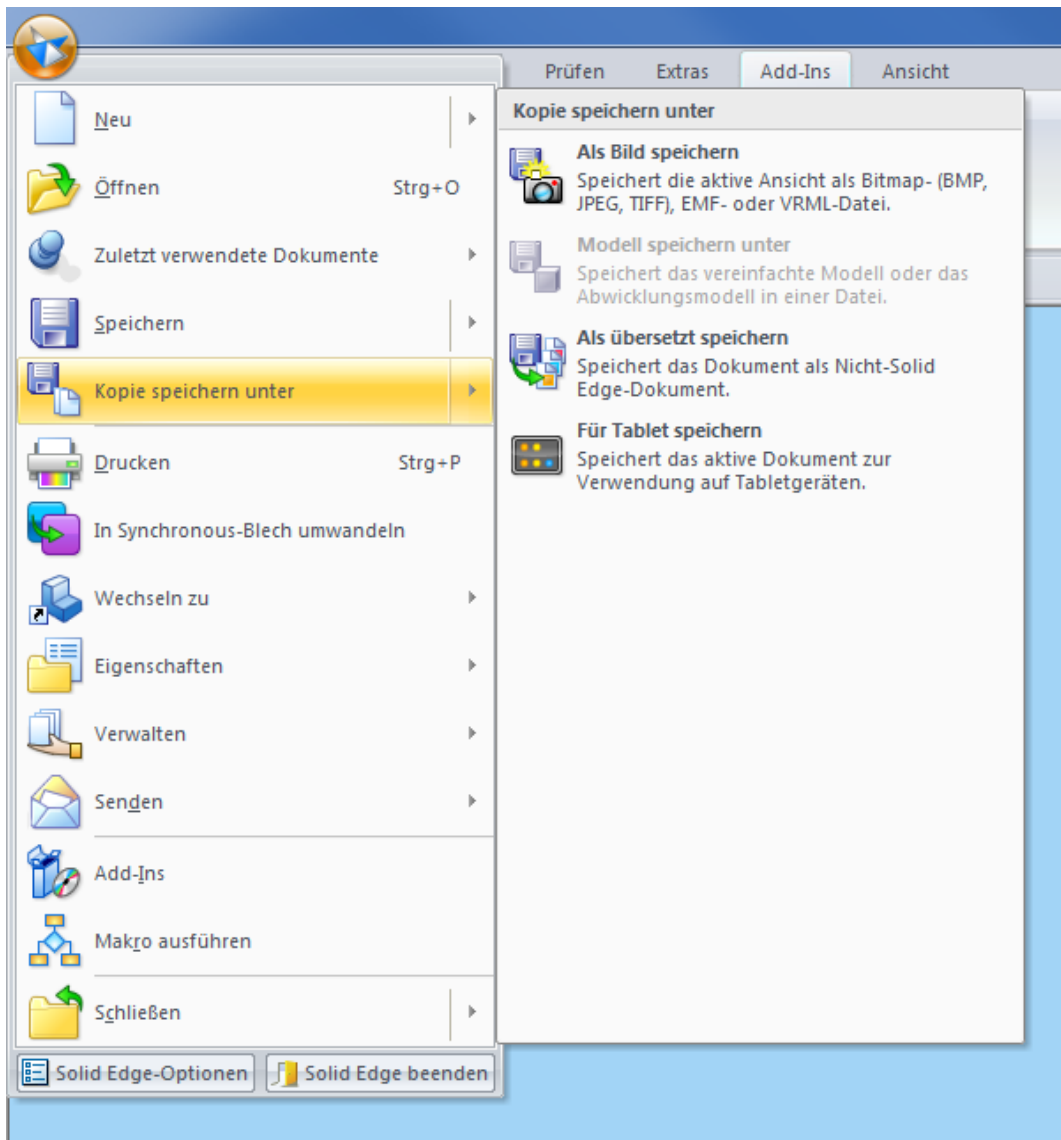 Prüfen Extras Add-Ins Ansicht
Neu
Öffnen Strg+O
Zuletzt verwendete Dokumente
Speichern
Kopie speichern unter
Drucken Strg+P
In Synchronous-Blech umwandeln
Wechseln zu
Eigenschaften
Verwalten
Senden
Add-Ins
Makro ausführen
Schließen
Solid Edge-Optionen Solid Edge beenden
Kopie speichern unter
Als Bild speichern
Speichert die aktive Ansicht als Bitmap- (BMP,
JPEG, TIFF), EMF- oder VRML-Datei.
Modell speichern unter
Speichert das vereinfachte Modell oder das
Abwicklungsmodell in einer Datei.
Als übersetzt speichern
Speichert das Dokument als Nicht-Solid
Edge-Dokument.
Für Tablet speichern
Speichert das aktive Dokument zur
Verwendung auf Tabletgeräten.